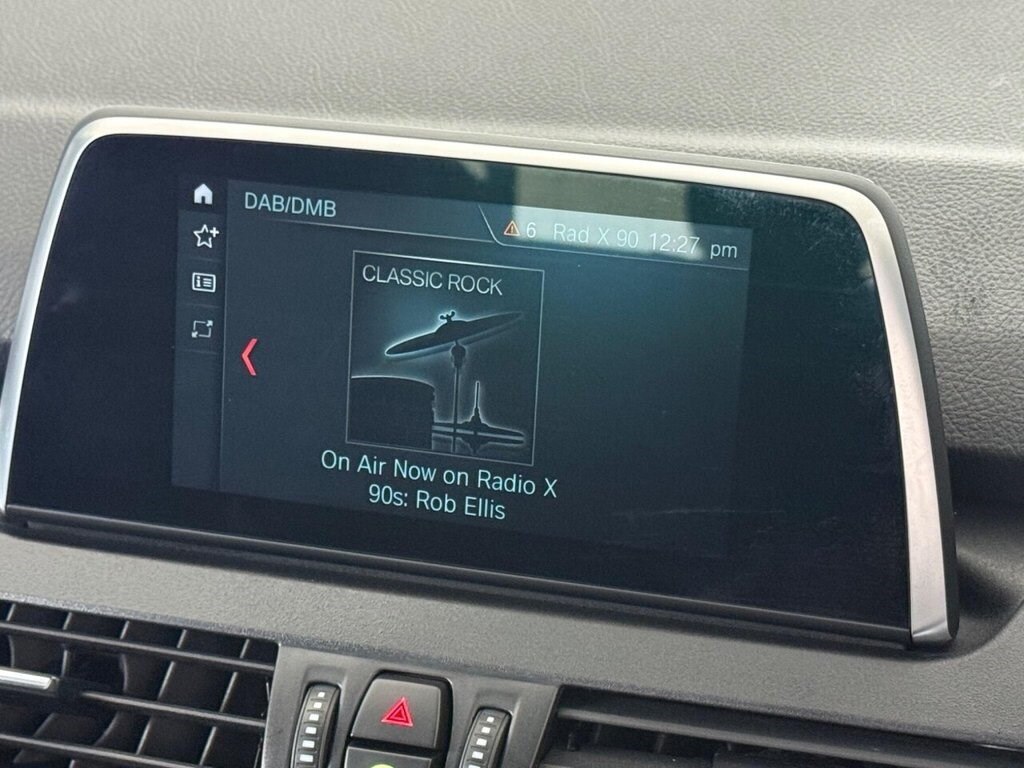 DAB/DMB
6 Rad X 90 12:27 pm
CLASSIC ROCK
On Air Now on Radio X
90s: Rob Ellis